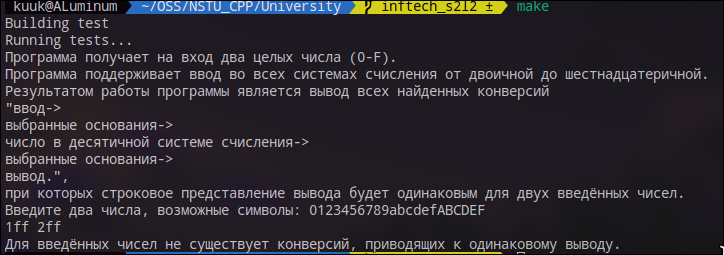 kuuk@ALuminum ~/OSS/NSTU_CPP/University inftech_s2l2 ± make
Building test
Running tests...
Программа получает на вход два целых числа (0-F).
Программа поддерживает ввод во всех системах счисления от двоичной до шестнадцатеричной.
Результатом работы программы является вывод всех найденных конверсий
"ввод->
выбранные основания->
число в десятичной системе счисления->
выбранные основания->
вывод.",
при которых строковое представление вывода будет одинаковым для двух введённых чисел.
Введите два числа, возможные символы: 0123456789abcdefABCDEF
1ff 2ff
Для введённых чисел не существует конверсий, приводящих к одинаковому выводу.